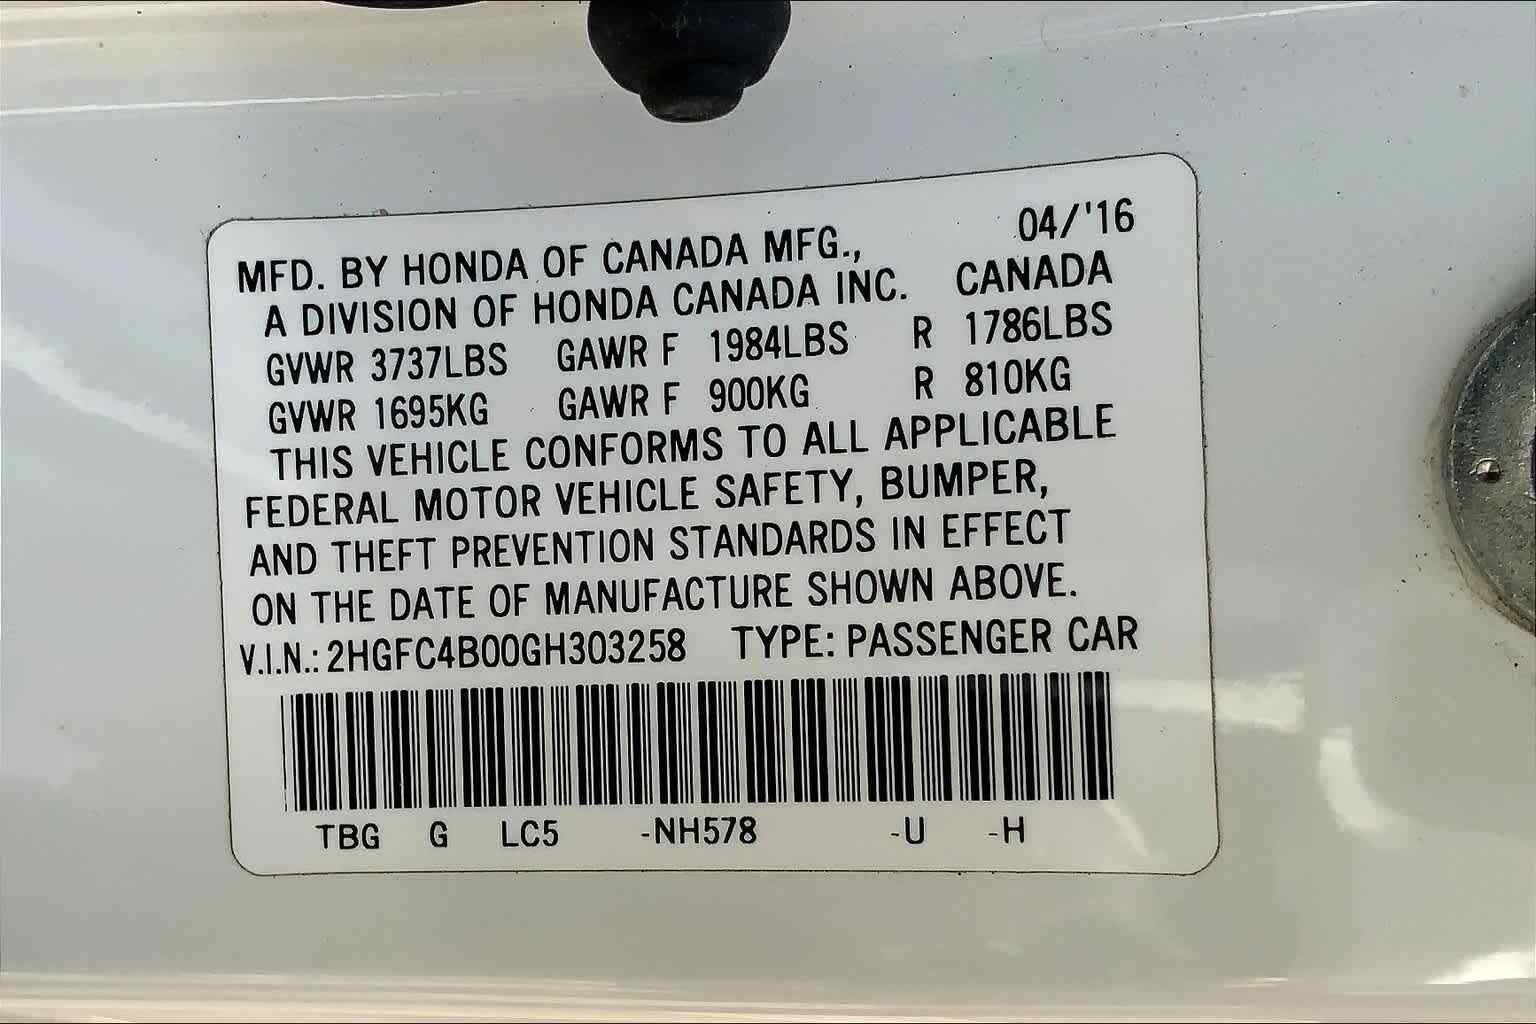 04/'16
MFD. BY HONDA OF CANADA MFG.,
A DIVISION OF HONDA CANADA INC. CANADA
GVWR 3737LBS GAWR F 1984LBS R 1786LBS
GVWR 1695KG GAWR F 900KG R 810KG
THIS VEHICLE CONFORMS TO ALL APPLICABLE
FEDERAL MOTOR VEHICLE SAFETY, BUMPER,
AND THEFT PREVENTION STANDARDS IN EFFECT
ON THE DATE OF MANUFACTURE SHOWN ABOVE.
V.I.N.: 2HGFC4B00GH303258 TYPE: PASSENGER CAR
TBG G LC5 -NH578 -U -H